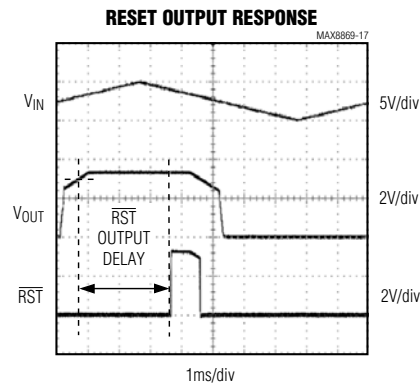 RESET OUTPUT RESPONSE
MAX8869-17
VIN
5V/div
2V/div
VOUT
RST
OUTPUT
DELAY
RST
2V/div
1ms/div